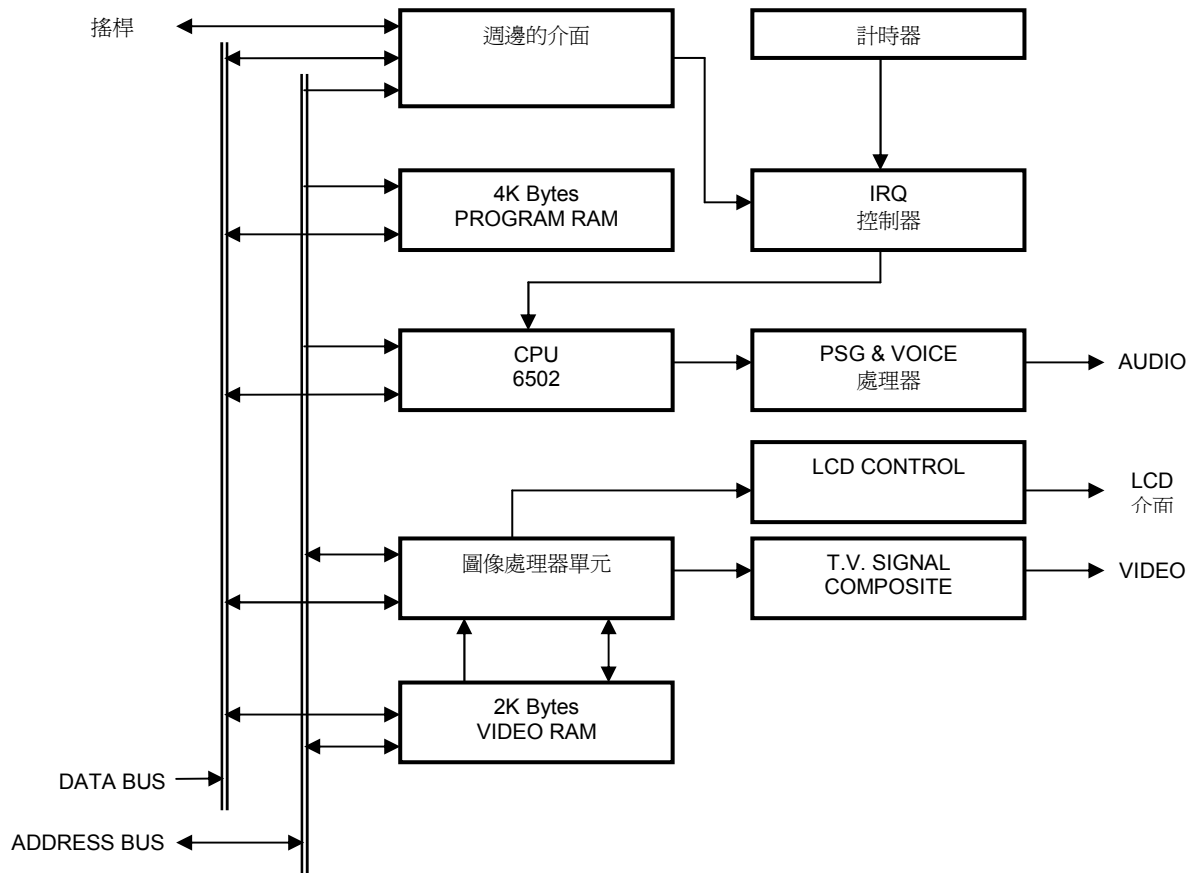 搖桿
週邊的介面
計時器
4K Bytes
PROGRAM RAM
IRQ
控制器
CPU
6502
PSG & VOICE
處理器
AUDIO
LCD CONTROL
LCD
介面
圖像處理器單元
T.V. SIGNAL
COMPOSITE
VIDEO
2K Bytes
VIDEO RAM
DATA BUS
ADDRESS BUS